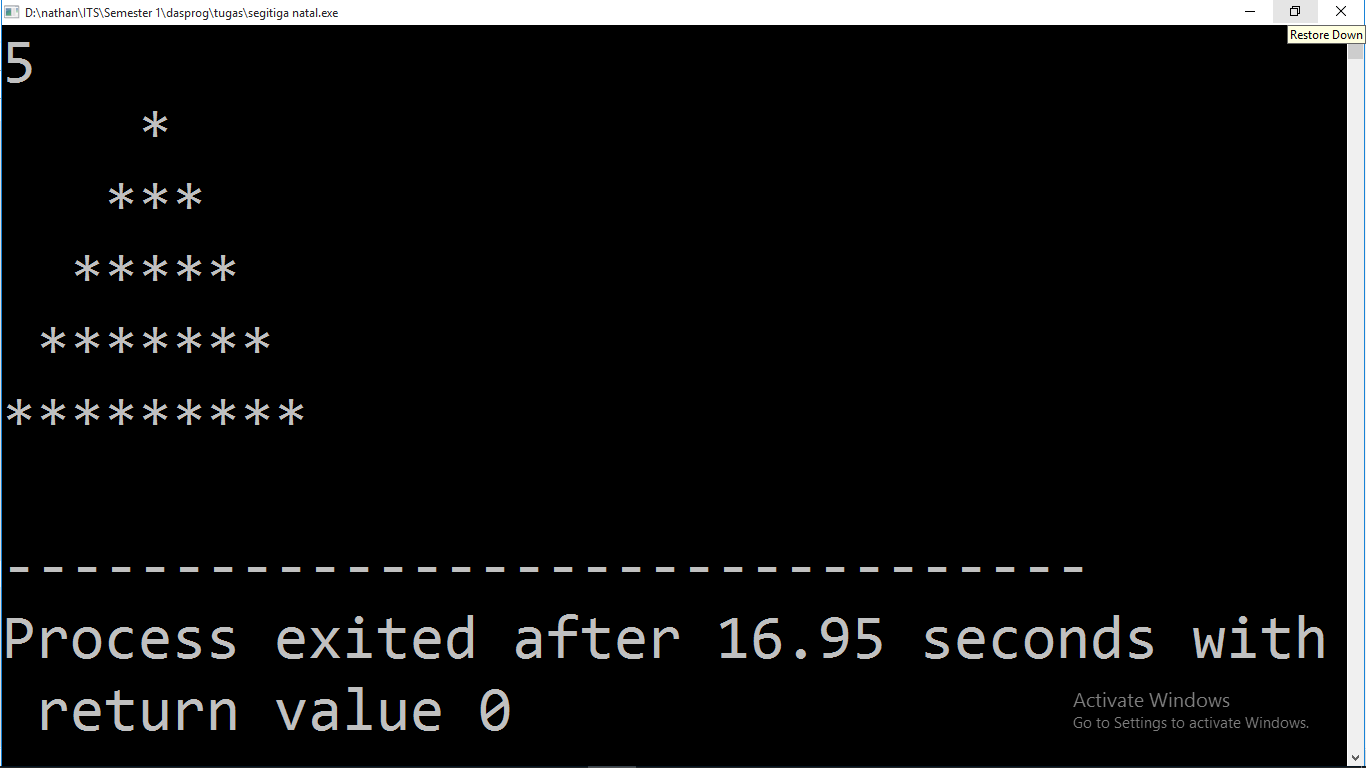 D:\nathan\ITS\Semester 1\dasprog\tugas\segitiga natal.exe
Restore Down
5
    *
   ***
  *****
 *******
*********
--------------------------------
Process exited after 16.95 seconds with
 return value 0
Activate Windows
Go to Settings to activate Windows.